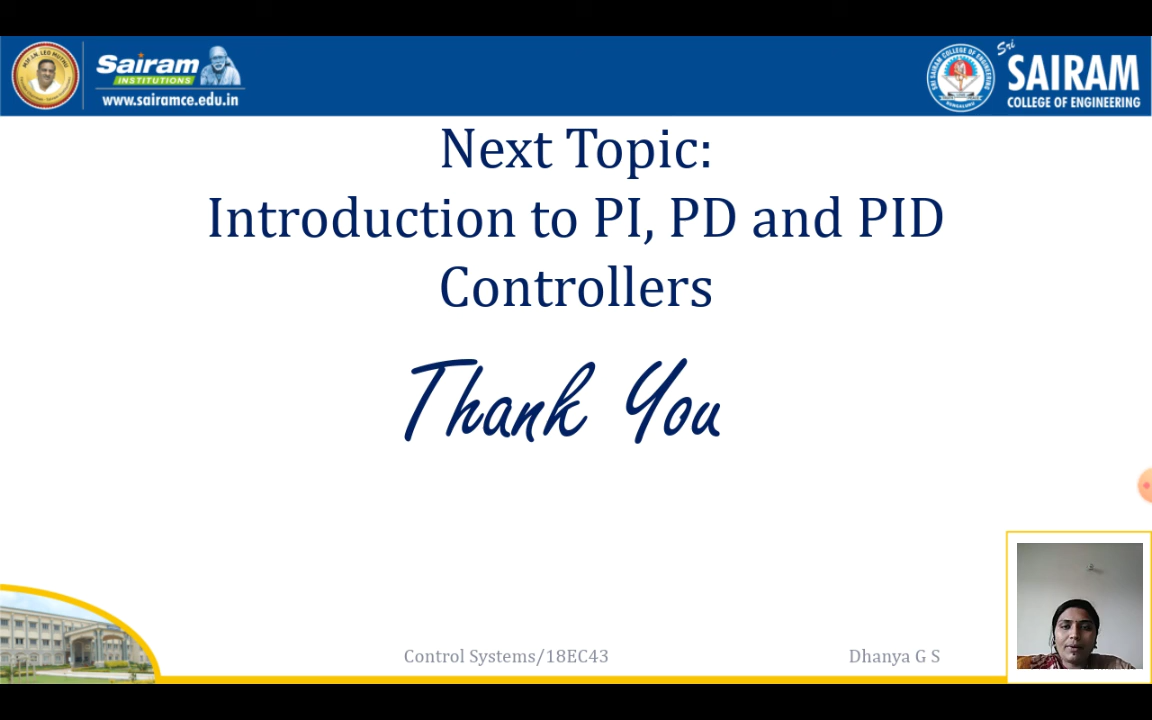 Sairam
INSTITUTIONS
www.sairamce.edu.in
Sri
SAIRAM
COLLEGE OF ENGINEERING
Next Topic:
Introduction to PI, PD and PID
Controllers
Thank You
Control Systems/18EC43
Dhanya G S